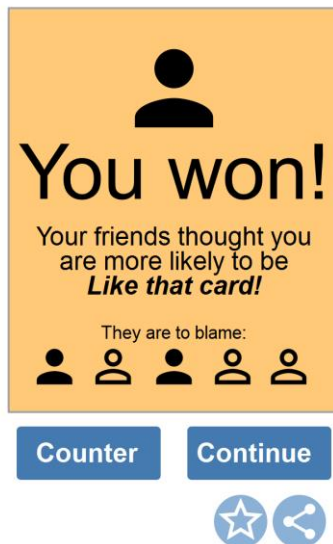 You won!
Your friends thought you
are more likely to be
Like that card!
They are to blame:
Counter
Continue